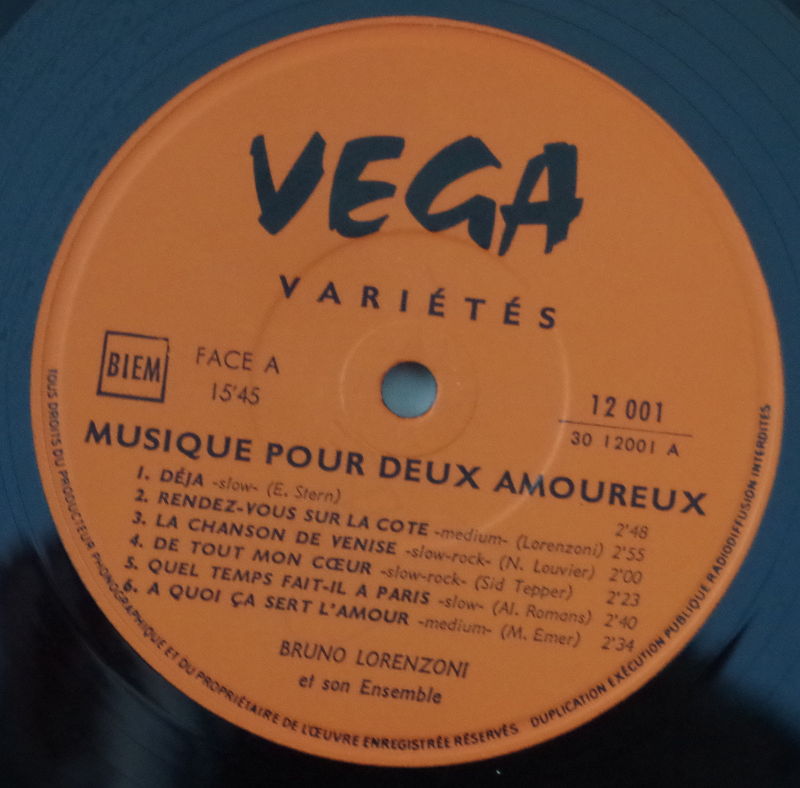 VEGA
VARIÉTÉS
BIEM
FACE A
15'45
12 001
30 12001 A
MUSIQUE POUR DEUX AMOUREUX
1. DÉJA -slow- (E. Stern) 2'48
2. RENDEZ-VOUS SUR LA COTE -medium- (Lorenzoni) 2'55
3. LA CHANSON DE VENISE -slow-rock- (N. Louvier) 2'00
4. DE TOUT MON CŒUR -slow-rock- (Sid Tepper) 2'23
5. QUEL TEMPS FAIT-IL A PARIS -slow- (Al. Romans) 2'40
6. A QUOI ÇA SERT L'AMOUR -medium- (M. Emer) 2'34
BRUNO LORENZONI
et son Ensemble
TOUS DROITS DU PRODUCTEUR PHONOGRAPHIQUE ET DU PROPRIÉTAIRE DE L'ŒUVRE ENREGISTRÉE RÉSERVÉS DUPLICATION EXÉCUTION PUBLIQUE RADIODIFFUSION INTERDITES